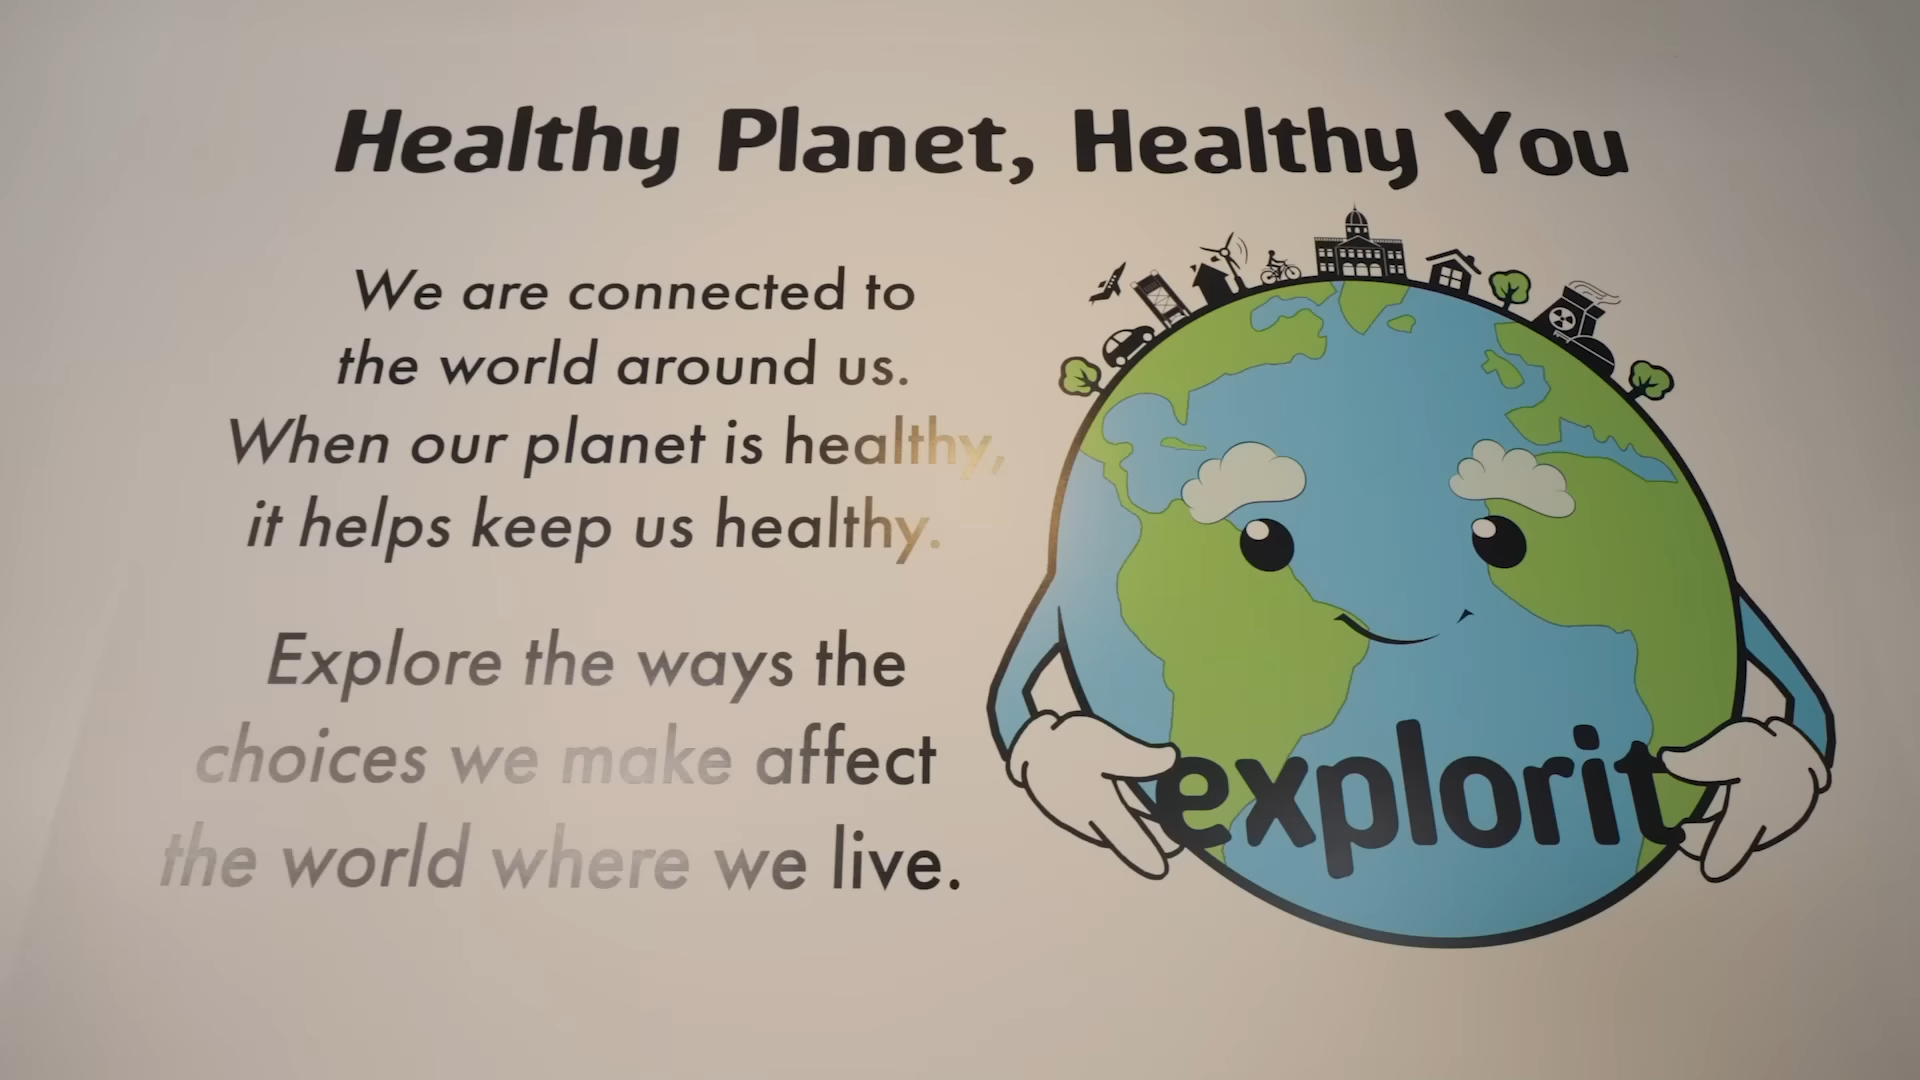 Healthy Planet, Healthy You
We are connected to
the world around us.
When our planet is healthy,
it helps keep us healthy.
Explore the ways the
choices we make affect
the world where we live.
explorit